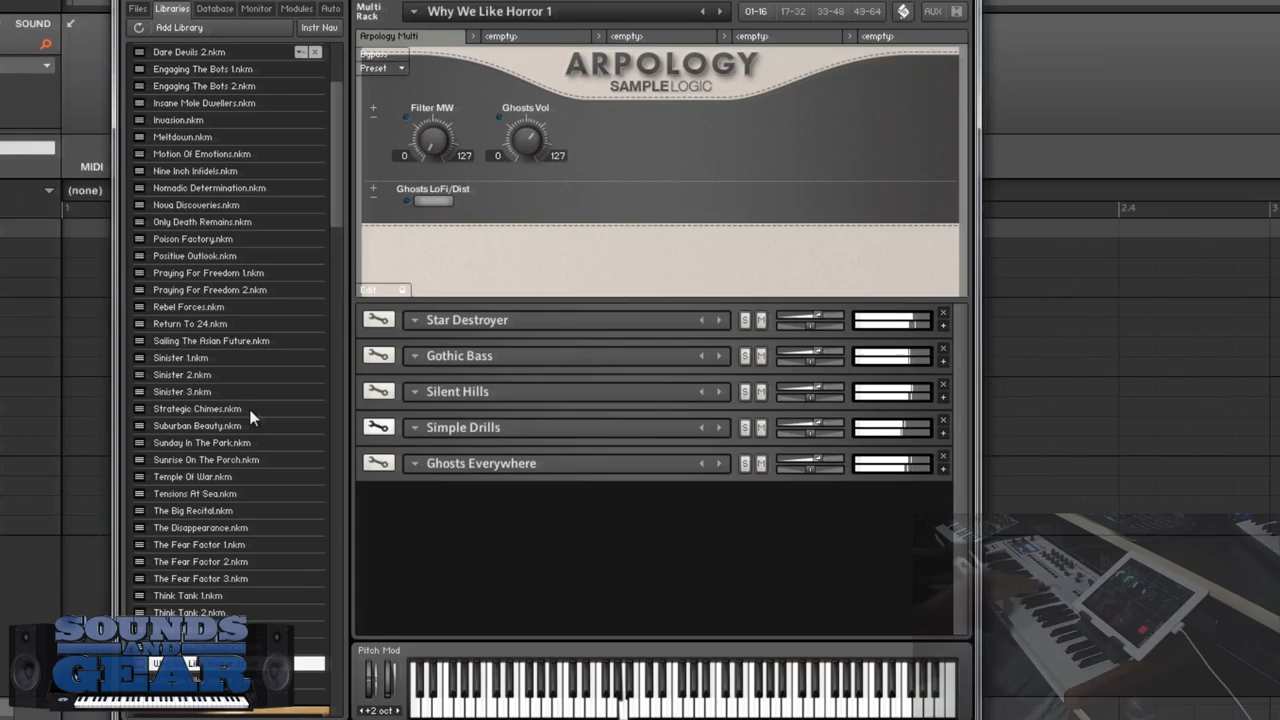 SOUND
MIDI
(none)
1
Files
Libraries
Database
Monitor
Modules
Auto
Add Library
Instr Nav
Dare Devils 2.nkm
Engaging The Bots 1.nkm
Engaging The Bots 2.nkm
Insane Mole Dwellers.nkm
Invasion.nkm
Meltdown.nkm
Motion Of Emotions.nkm
Nine Inch Infidels.nkm
Nomadic Determination.nkm
Nova Discoveries.nkm
Only Death Remains.nkm
Poison Factory.nkm
Positive Outlook.nkm
Praying For Freedom 1.nkm
Praying For Freedom 2.nkm
Rebel Forces.nkm
Return To 24.nkm
Sailing The Asian Future.nkm
Sinister 1.nkm
Sinister 2.nkm
Sinister 3.nkm
Strategic Chimes.nkm
Suburban Beauty.nkm
Sunday In The Park.nkm
Sunrise On The Porch.nkm
Temple Of War.nkm
Tensions At Sea.nkm
The Big Recital.nkm
The Disappearance.nkm
The Fear Factor 1.nkm
The Fear Factor 2.nkm
The Fear Factor 3.nkm
Think Tank 1.nkm
Think Tank 2.nkm
SOUNDS
AND
GEAR
Multi
Rack
Why We Like Horror 1
01-16
17-32
33-48
49-64
AUX
Arpology Multi
<empty>
<empty>
<empty>
<empty>
Bypass
Preset
ARPOLOGY
SAMPLELOGIC
Filter MW
Ghosts Vol
0 127
0 127
Ghosts LoFi/Dist
Edit
Star Destroyer
S M
Gothic Bass
S M
Silent Hills
S M
Simple Drills
S M
Ghosts Everywhere
S M
Pitch Mod
+2 oct
2.4
3